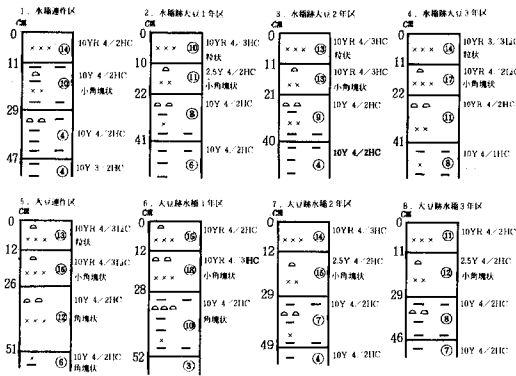 1. 水稲連作区
CM
0
⑭ 10YR 4/2HC
11
⑲ 10Y 4/2HC
小角塊状
29
④ 10Y 4/2HC
47
④ 10Y 3/2HC
2. 水稲跡大豆1年区
CM
0
⑩ 10YR 4/3HC
粒状
11
⑪ 2.5Y 4/2HC
小角塊状
22
⑧ 10Y 4/2HC
41
⑥ 10Y 4/2HC
3. 水稲跡大豆2年区
CM
0
⑬ 10YR 4/3HC
粒状
11
⑬ 10YR 4/3HC
小角塊状
22
⑨ 10Y 4/2HC
40
④ 10Y 4/2HC
4. 水稲跡大豆3年区
CM
0
⑭ 10YR 3/3LiC
粒状
11
⑰ 10YR 4/2LiC
小角塊状
22
⑪ 10YR 4/2HC
41
⑧ 10Y 4/1HC
5. 大豆連作区
CM
0
⑬ 10YR 4/3LiC
粒状
12
⑯ 10YR 4/3LiC
小角塊状
26
⑫ 10Y 4/2HC
角塊状
51
⑥ 10Y 4/2HC
角塊状
6. 大豆跡水稲1年区
CM
0
10YR 4/2HC
12
10YR 4/3HC
小角塊状
30
⑩ 10Y 4/2HC
角塊状
52
③
7. 大豆跡水稲2年区
CM
0
⑭ 10YR 4/3HC
12
2.5Y 4/2HC
小角塊状
29
⑦ 10Y 4/2HC
49
④ 10Y 4/2HC
8. 大豆跡水稲3年区
CM
0
⑪ 10YR 4/2HC
11
⑫ 2.5Y 4/2HC
小角塊状
29
⑧ 10Y 4/2HC
46
⑦ 10Y 4/2HC